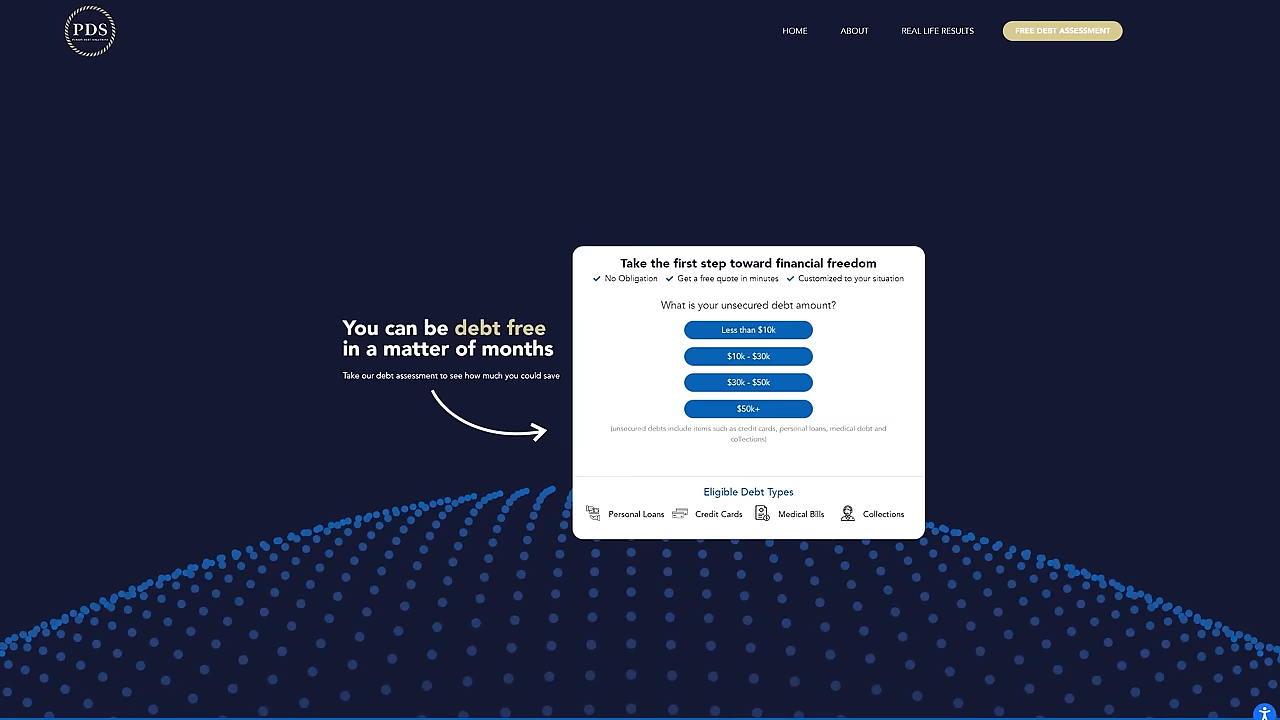 PDS
HOME
ABOUT
REAL LIFE RESULTS
FREE DEBT ASSESSMENT
You can be debt free
in a matter of months
Take our debt assessment to see how much you could save
Take the first step toward financial freedom
No Obligation
Get a free quote in minutes
Customized to your situation
What is your unsecured debt amount?
Less than $10k
$10k - $30k
$30k - $50k
$50k+
(unsecured debts include items such as credit cards, personal loans, medical debt and
collections)
Eligible Debt Types
Personal Loans
Credit Cards
Medical Bills
Collections